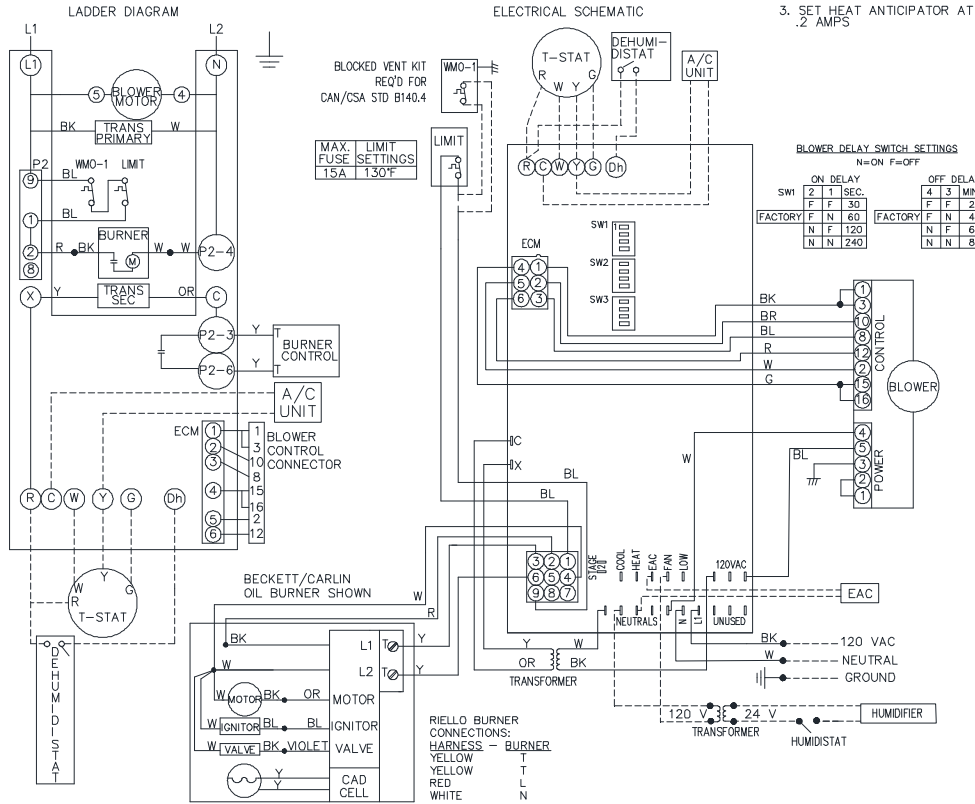 LADDER DIAGRAM
L1
L2
L1
N
5
BLOWER
MOTOR
4
BK
TRANS
PRIMARY
W
P2
WMO-1
LIMIT
9
BL
1
BL
BURNER
2
R
BK
M
W
W
P2-4
8
X
Y
TRANS
SEC
OR
C
P2-3
Y
T
BURNER
CONTROL
P2-6
Y
T
A/C
UNIT
ECM
1
2
3
4
5
6
1
3
10
8
15
16
2
12
BLOWER
CONTROL
CONNECTOR
R
C
W
Y
G
Dh
W
Y
G
R
T-STAT
DEHUMIDISTAT
ELECTRICAL SCHEMATIC
BLOCKED VENT KIT
REQ'D FOR
CAN/CSA STD B140.4
WMO-1
MAX. FUSE
LIMIT SETTINGS
15A
130°F
LIMIT
T-STAT
R
W
Y
G
DEHUMI-
DISTAT
A/C
UNIT
R
C
W
Y
G
Dh
SW1
1
SW2
SW3
ECM
4 1
5 2
6 3
BK
BR
BL
R
W
G
1
3
10
8
12
2
15
16
CONTROL
BLOWER
4
5
3
2
1
POWER
BL
W
C
X
BL
BL
3 2 1
6 5 4
9 8 7
STAGE
2
COOL
HEAT
EAC
FAN
LOW
120VAC
NEUTRALS
N
L1
UNUSED
EAC
BK
120 VAC
W
NEUTRAL
GROUND
Y
W
OR
BK
TRANSFORMER
120 V
24 V
TRANSFORMER
HUMIDISTAT
HUMIDIFIER
BECKETT/CARLIN
OIL BURNER SHOWN
W
R
BK
L1
T
Y
W
L2
T
Y
W
MOTOR
BK
OR
MOTOR
W
IGNITOR
BL
BL
IGNITOR
W
VALVE
BK
VIOLET
VALVE
Y
Y
CAD
CELL
RIELLO BURNER
CONNECTIONS:
HARNESS – BURNER
YELLOW T
YELLOW T
RED L
WHITE N
3. SET HEAT ANTICIPATOR AT
.2 AMPS
BLOWER DELAY SWITCH SETTINGS
N=ON F=OFF
ON DELAY
SW1 2 1 SEC.
F F 30
FACTORY F N 60
N F 120
N N 240
OFF DELA
4 3 MIN
F F 2
FACTORY F N 4
N F 6
N N 8